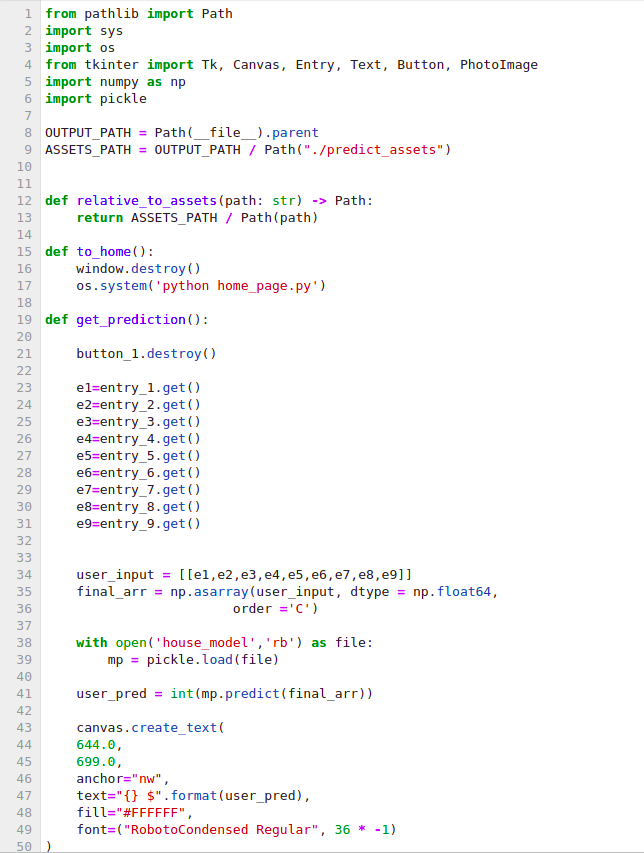 1 from pathlib import Path
2 import sys
3 import os
4 from tkinter import Tk, Canvas, Entry, Text, Button, PhotoImage
5 import numpy as np
6 import pickle
7
8 OUTPUT_PATH = Path(__file__).parent
9 ASSETS_PATH = OUTPUT_PATH / Path("./predict_assets")
10
11
12 def relative_to_assets(path: str) -> Path:
13     return ASSETS_PATH / Path(path)
14
15 def to_home():
16     window.destroy()
17     os.system('python home_page.py')
18
19 def get_prediction():
20
21     button_1.destroy()
22
23     e1=entry_1.get()
24     e2=entry_2.get()
25     e3=entry_3.get()
26     e4=entry_4.get()
27     e5=entry_5.get()
28     e6=entry_6.get()
29     e7=entry_7.get()
30     e8=entry_8.get()
31     e9=entry_9.get()
32
33
34     user_input = [[e1,e2,e3,e4,e5,e6,e7,e8,e9]]
35     final_arr = np.asarray(user_input, dtype = np.float64,
36                         order ='C')
37
38     with open('house_model','rb') as file:
39         mp = pickle.load(file)
40
41     user_pred = int(mp.predict(final_arr))
42
43     canvas.create_text(
44     644.0,
45     699.0,
46     anchor="nw",
47     text="{} $".format(user_pred),
48     fill="#FFFFFF",
49     font=("RobotoCondensed Regular", 36 * -1)
50 )